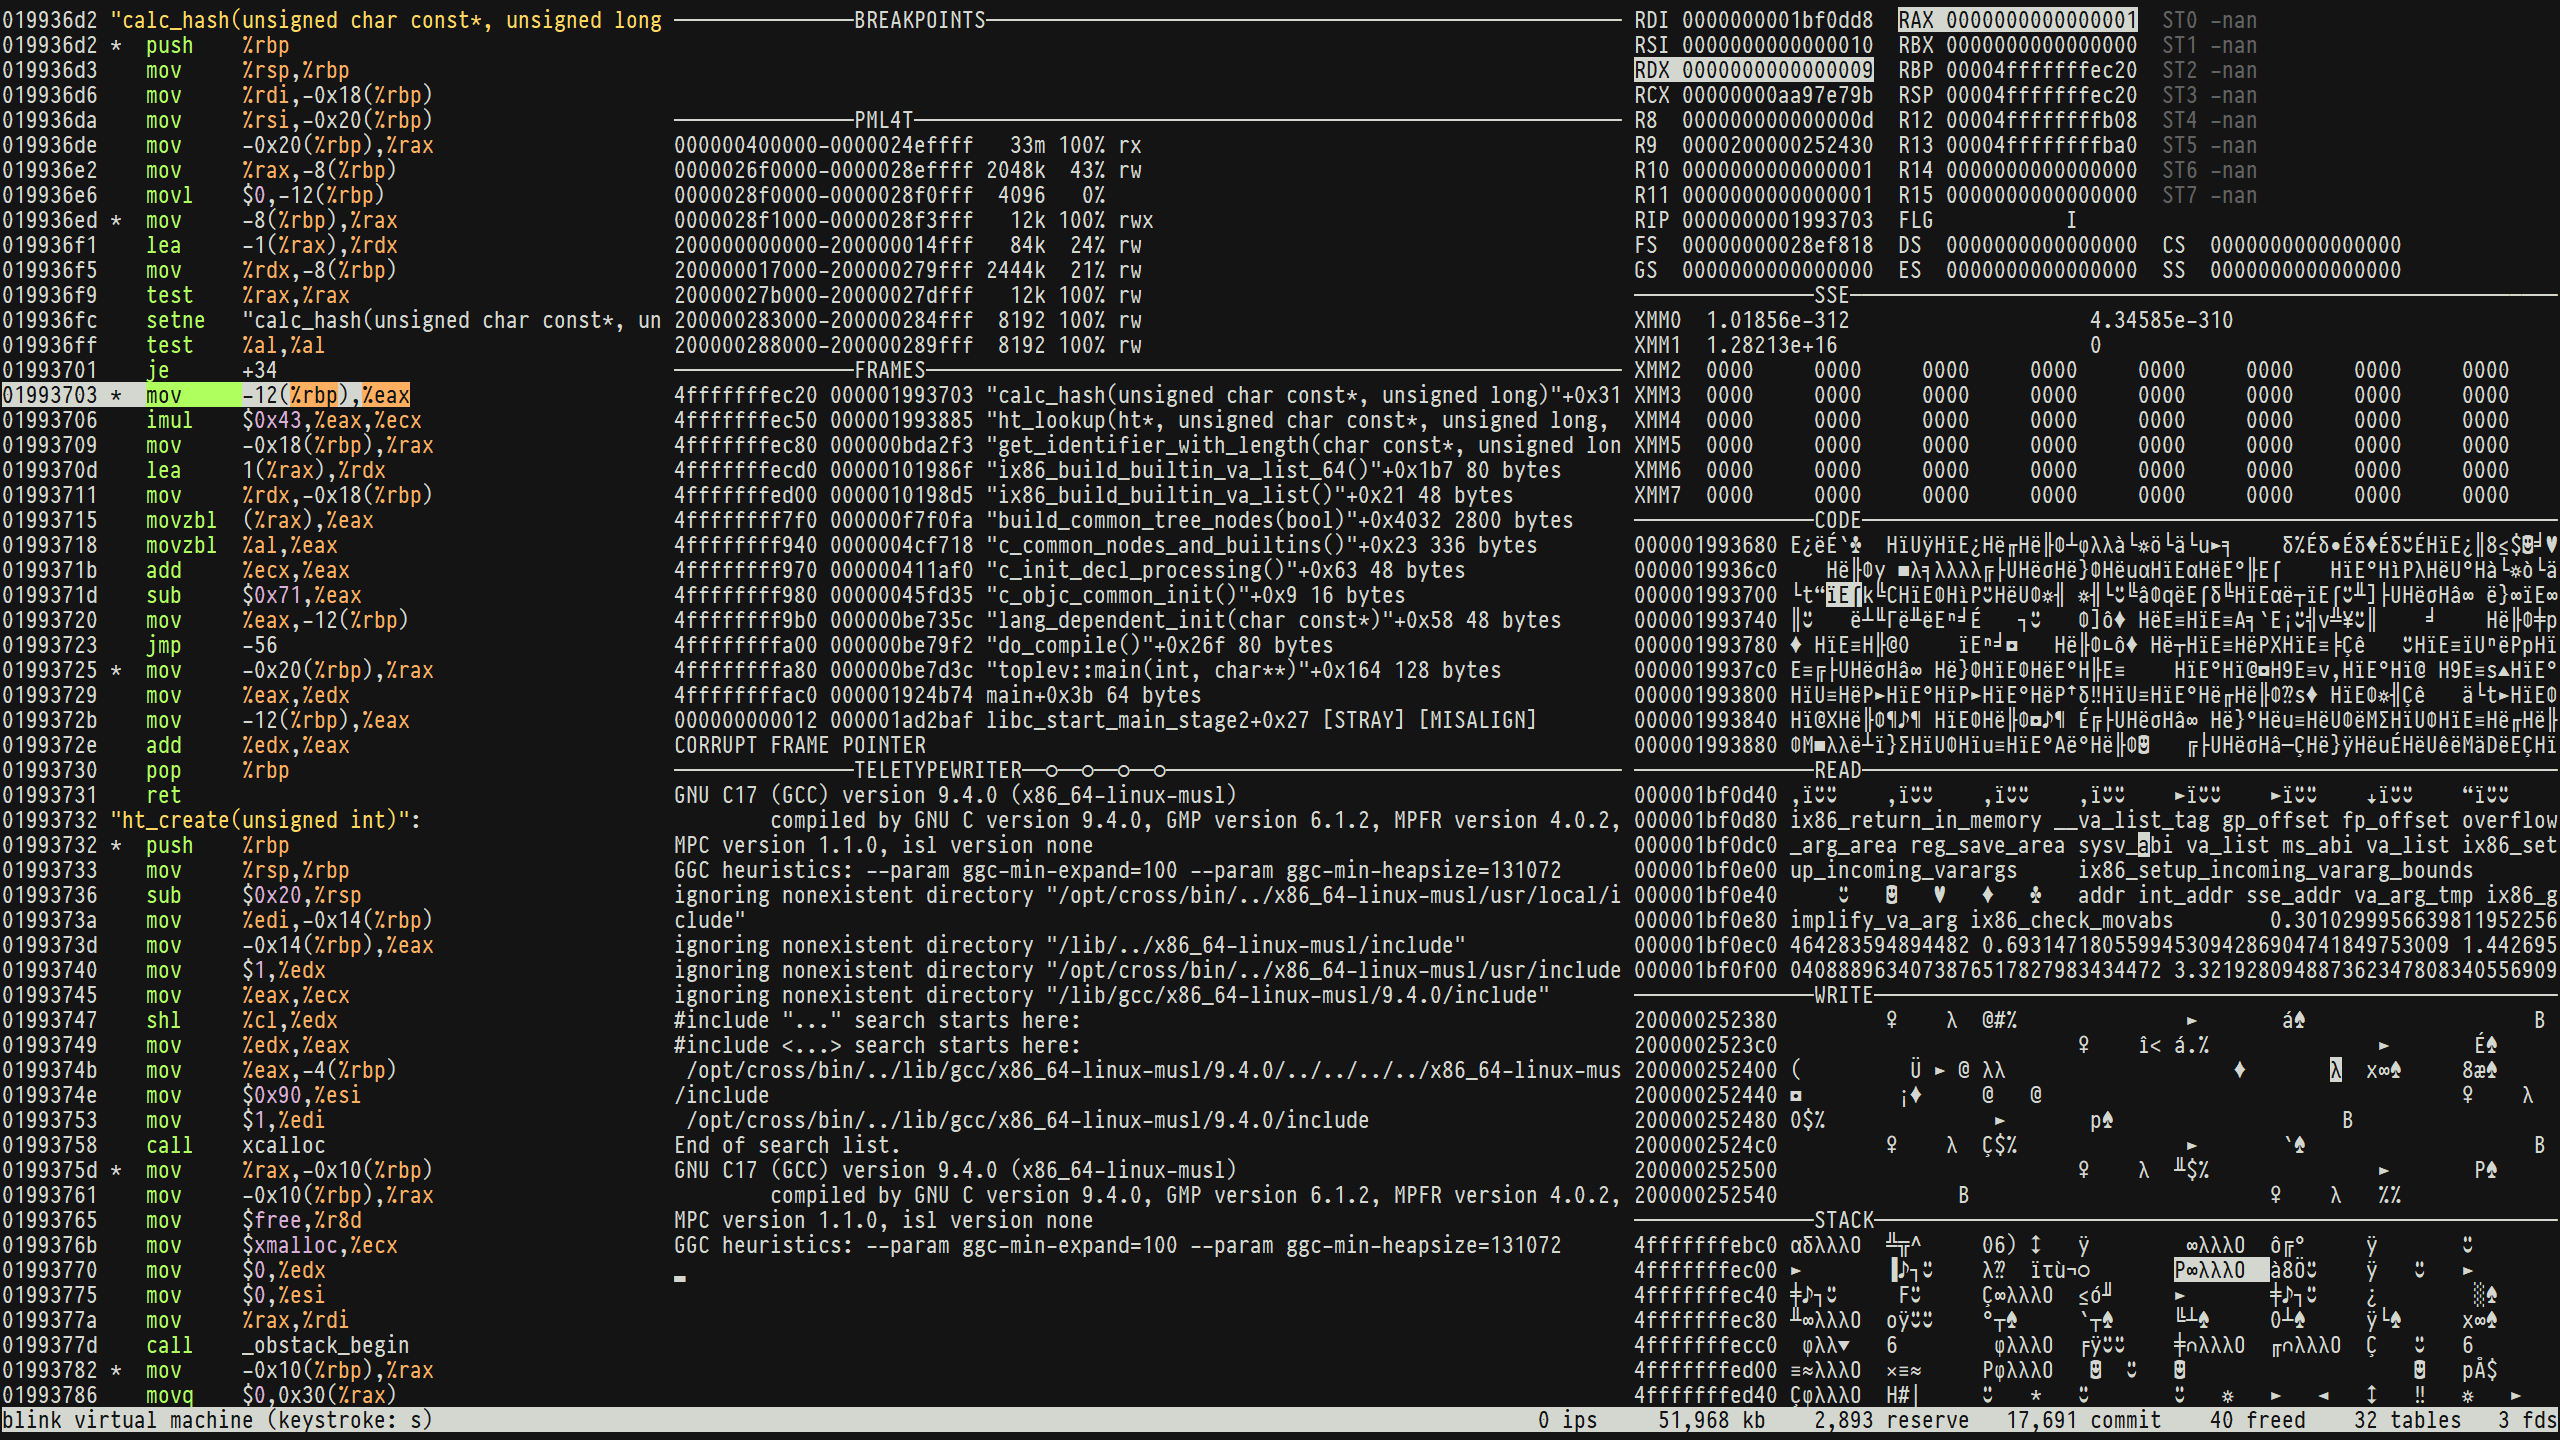 019936d2 "calc_hash(unsigned char const*, unsigned long
019936d2 * push %rbp
019936d3 mov %rsp,%rbp
019936d6 mov %rdi,-0x18(%rbp)
019936da mov %rsi,-0x20(%rbp)
019936de mov -0x20(%rbp),%rax
019936e2 mov %rax,-8(%rbp)
019936e6 movl $0,-12(%rbp)
019936ed * mov -8(%rbp),%rax
019936f1 lea -1(%rax),%rdx
019936f5 mov %rdx,-8(%rbp)
019936f9 test %rax,%rax
019936fc setne "calc_hash(unsigned char const*, un
019936ff test %al,%al
01993701 je +34
01993703 * mov -12(%rbp),%eax
01993706 imul $0x43,%eax,%ecx
01993709 mov -0x18(%rbp),%rax
0199370d lea 1(%rax),%rdx
01993711 mov %rdx,-0x18(%rbp)
01993715 movzbl (%rax),%eax
01993718 movzbl %al,%eax
0199371b add %ecx,%eax
0199371d sub $0x71,%eax
01993720 mov %eax,-12(%rbp)
01993723 jmp -56
01993725 * mov -0x20(%rbp),%rax
01993729 mov %eax,%edx
0199372b mov -12(%rbp),%eax
0199372e add %edx,%eax
01993730 pop %rbp
01993731 ret
01993732 "ht_create(unsigned int)":
01993732 * push %rbp
01993733 mov %rsp,%rbp
01993736 sub $0x20,%rsp
0199373a mov %edi,-0x14(%rbp)
0199373d mov -0x14(%rbp),%eax
01993740 mov $1,%edx
01993745 mov %eax,%ecx
01993747 shl %cl,%edx
01993749 mov %edx,%eax
0199374b mov %eax,-4(%rbp)
0199374e mov $0x90,%esi
01993753 mov $1,%edi
01993758 call xcalloc
0199375d * mov %rax,-0x10(%rbp)
01993761 mov -0x10(%rbp),%rax
01993765 mov $free,%r8d
0199376b mov $xmalloc,%ecx
01993770 mov $0,%edx
01993775 mov $0,%esi
0199377a mov %rax,%rdi
0199377d call _obstack_begin
01993782 * mov -0x10(%rbp),%rax
01993786 movq $0,0x30(%rax)
BREAKPOINTS
PML4T
000000400000-0000024effff 33m 100% rx
0000026f0000-0000028effff 2048k 43% rw
0000028f0000-0000028f0fff 4096 0%
0000028f1000-0000028f3fff 12k 100% rwx
200000000000-200000014fff 84k 24% rw
200000017000-200000279fff 2444k 21% rw
20000027b000-20000027dfff 12k 100% rw
200000283000-200000284fff 8192 100% rw
200000288000-200000289fff 8192 100% rw
FRAMES
4fffffffec20 000001993703 "calc_hash(unsigned char const*, unsigned long)"+0x31
4fffffffec50 000001993885 "ht_lookup(ht*, unsigned char const*, unsigned long,
4fffffffec80 000000bda2f3 "get_identifier_with_length(char const*, unsigned lon
4fffffffecd0 00000101986f "ix86_build_builtin_va_list_64()"+0x1b7 80 bytes
4fffffffed00 0000010198d5 "ix86_build_builtin_va_list()"+0x21 48 bytes
4ffffffff7f0 000000f7f0fa "build_common_tree_nodes(bool)"+0x4032 2800 bytes
4ffffffff940 0000004cf718 "c_common_nodes_and_builtins()"+0x23 336 bytes
4ffffffff970 000000411af0 "c_init_decl_processing()"+0x63 48 bytes
4ffffffff980 00000045fd35 "c_objc_common_init()"+0x9 16 bytes
4ffffffff9b0 000000be735c "lang_dependent_init(char const*)"+0x58 48 bytes
4ffffffffa00 000000be79f2 "do_compile()"+0x26f 80 bytes
4ffffffffa80 000000be7d3c "toplev::main(int, char**)"+0x164 128 bytes
4ffffffffac0 000001924b74 main+0x3b 64 bytes
000000000012 000001ad2baf libc_start_main_stage2+0x27 [STRAY] [MISALIGN]
CORRUPT FRAME POINTER
TELETYPEWRITER
GNU C17 (GCC) version 9.4.0 (x86_64-linux-musl)
compiled by GNU C version 9.4.0, GMP version 6.1.2, MPFR version 4.0.2,
MPC version 1.1.0, isl version none
GGC heuristics: --param ggc-min-expand=100 --param ggc-min-heapsize=131072
ignoring nonexistent directory "/opt/cross/bin/../x86_64-linux-musl/usr/local/i
clude"
ignoring nonexistent directory "/lib/../x86_64-linux-musl/include"
ignoring nonexistent directory "/opt/cross/bin/../x86_64-linux-musl/usr/include
ignoring nonexistent directory "/lib/gcc/x86_64-linux-musl/9.4.0/include"
#include "..." search starts here:
#include <...> search starts here:
/opt/cross/bin/../lib/gcc/x86_64-linux-musl/9.4.0/../../../../x86_64-linux-mus
/include
/opt/cross/bin/../lib/gcc/x86_64-linux-musl/9.4.0/include
End of search list.
GNU C17 (GCC) version 9.4.0 (x86_64-linux-musl)
compiled by GNU C version 9.4.0, GMP version 6.1.2, MPFR version 4.0.2,
MPC version 1.1.0, isl version none
GGC heuristics: --param ggc-min-expand=100 --param ggc-min-heapsize=131072
RDI 0000000001bf0dd8 RAX 0000000000000001 ST0 -nan
RSI 0000000000000010 RBX 0000000000000000 ST1 -nan
RDX 0000000000000009 RBP 00004fffffffec20 ST2 -nan
RCX 00000000aa97e79b RSP 00004fffffffec20 ST3 -nan
R8 000000000000000d R12 00004ffffffffb08 ST4 -nan
R9 0000200000252430 R13 00004ffffffffba0 ST5 -nan
R10 0000000000000001 R14 0000000000000000 ST6 -nan
R11 0000000000000001 R15 0000000000000000 ST7 -nan
RIP 0000000001993703 FLG I
FS 00000000028ef818 DS 0000000000000000 CS 0000000000000000
GS 0000000000000000 ES 0000000000000000 SS 0000000000000000
SSE
XMM0 1.01856e-312 4.34585e-310
XMM1 1.28213e+16 0
XMM2 0000 0000 0000 0000 0000 0000 0000 0000
XMM3 0000 0000 0000 0000 0000 0000 0000 0000
XMM4 0000 0000 0000 0000 0000 0000 0000 0000
XMM5 0000 0000 0000 0000 0000 0000 0000 0000
XMM6 0000 0000 0000 0000 0000 0000 0000 0000
XMM7 0000 0000 0000 0000 0000 0000 0000 0000
CODE
000001993680
0000019936c0
000001993700
000001993740
000001993780
0000019937c0
000001993800
000001993840
000001993880
READ
000001bf0d40
000001bf0d80 ix86_return_in_memory __va_list_tag gp_offset fp_offset overflow
000001bf0dc0 _arg_area reg_save_area sysv_abi va_list ms_abi va_list ix86_set
000001bf0e00 up_incoming_varargs ix86_setup_incoming_vararg_bounds
000001bf0e40 addr int_addr sse_addr va_arg_tmp ix86_g
000001bf0e80 implify_va_arg ix86_check_movabs 0.30102999566398119522​56
000001bf0ec0 464283594894482 0.69314718055994530942869047418​49753009 1.442695
000001bf0f00 0408889634073876517827983434472 3.32192809488736234780834​0556909
WRITE
200000252380
2000002523c0
200000252400
200000252440
200000252480
2000002524c0
200000252500
200000252540
STACK
4fffffffebc0
4fffffffec00
4fffffffec40
4fffffffec80
4fffffffecc0
4fffffffed00
4fffffffed40
blink virtual machine (keystroke: s) 0 ips 51,968 kb 2,893 reserve 17,691 commit 40 freed 32 tables 3 fds